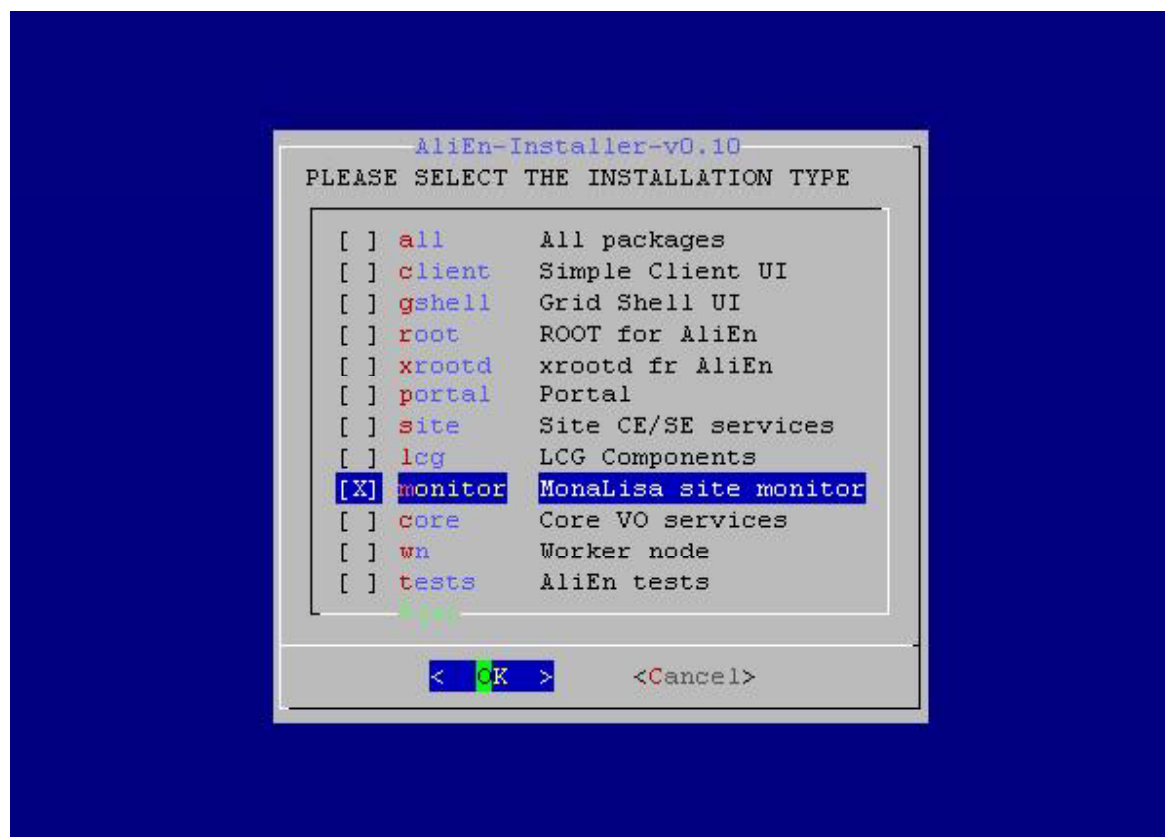 AliEn-Installer-v0.10
PLEASE SELECT THE INSTALLATION TYPE
[ ] all All packages
[ ] client Simple Client UI
[ ] gshell Grid Shell UI
[ ] root ROOT for AliEn
[ ] xrootd xrootd fr AliEn
[ ] portal Portal
[ ] site Site CE/SE services
[ ] lcg LCG Components
[X] monitor MonaLisa site monitor
[ ] core Core VO services
[ ] wn Worker node
[ ] tests AliEn tests
< OK > <Cancel>